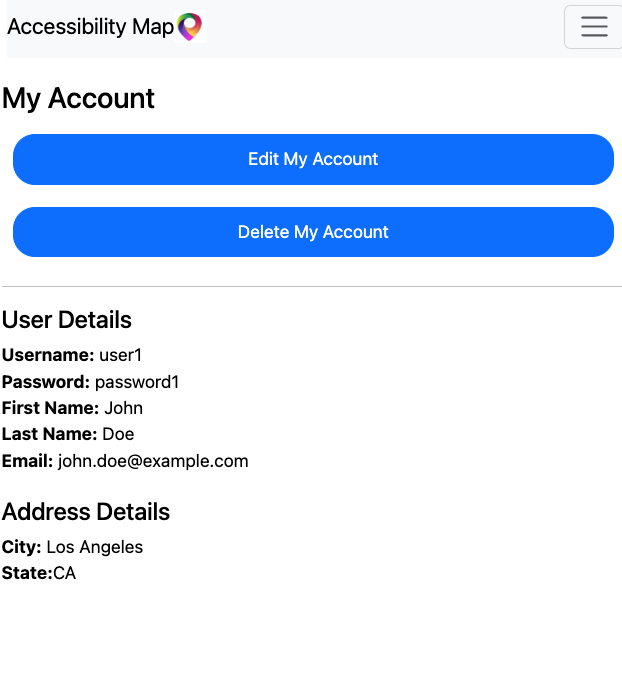 Accessibility Map
My Account
Edit My Account
Delete My Account
User Details
Username: user1
Password: password1
First Name: John
Last Name: Doe
Email: john.doe@example.com
Address Details
City: Los Angeles
State:CA